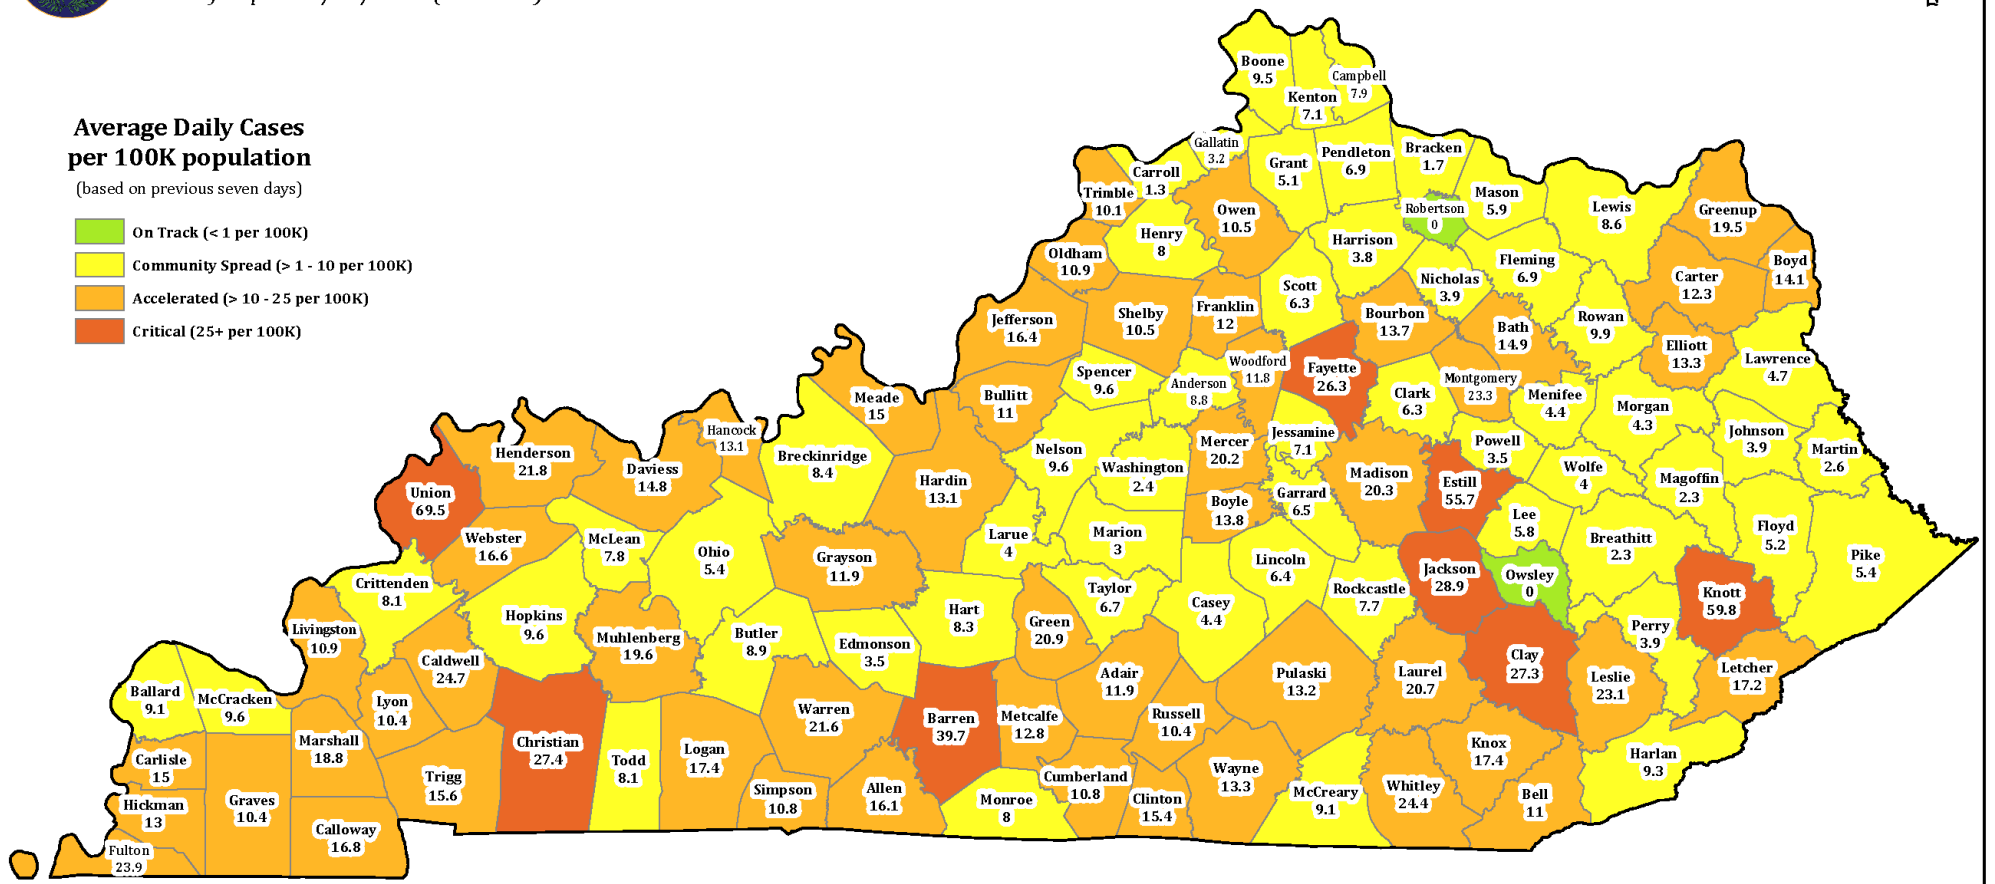 Average Daily Cases
per 100K population
(based on previous seven days)
On Track (< 1 per 100K)
Community Spread (> 1 - 10 per 100K)
Accelerated (> 10 - 25 per 100K)
Critical (25+ per 100K)
Boone
9.5
Kenton
7.1
Campbell
7.9
Gallatin
3.2
Carroll
1.3
Trimble
10.1
Grant
5.1
Pendleton
6.9
Bracken
1.7
Mason
5.9
Robertson
0
Lewis
8.6
Greenup
19.5
Boyd
14.1
Carter
12.3
Owen
10.5
Henry
8
Oldham
10.9
Harrison
3.8
Nicholas
3.9
Fleming
6.9
Rowan
9.9
Elliott
13.3
Lawrence
4.7
Jefferson
16.4
Shelby
10.5
Franklin
12
Scott
6.3
Bourbon
13.7
Bath
14.9
Spencer
9.6
Anderson
8.8
Woodford
11.8
Fayette
26.3
Clark
6.3
Montgomery
23.3
Menifee
4.4
Morgan
4.3
Johnson
3.9
Martin
2.6
Bullitt
11
Meade
15
Hancock
13.1
Breckinridge
8.4
Hardin
13.1
Nelson
9.6
Washington
2.4
Mercer
20.2
Jessamine
7.1
Garrard
6.5
Boyle
13.8
Madison
20.3
Estill
55.7
Powell
3.5
Wolfe
4
Magoffin
2.3
Floyd
5.2
Pike
5.4
Henderson
21.8
Daviess
14.8
Union
69.5
Webster
16.6
McLean
7.8
Ohio
5.4
Grayson
11.9
Larue
4
Marion
3
Lincoln
6.4
Rockcastle
7.7
Jackson
28.9
Lee
5.8
Owsley
0
Breathitt
2.3
Knott
59.8
Perry
3.9
Letcher
17.2
Crittenden
8.1
Livingston
10.9
Hopkins
9.6
Muhlenberg
19.6
Butler
8.9
Edmonson
3.5
Hart
8.3
Green
20.9
Taylor
6.7
Casey
4.4
Pulaski
13.2
Laurel
20.7
Clay
27.3
Leslie
23.1
Harlan
9.3
Ballard
9.1
McCracken
9.6
Caldwell
24.7
Lyon
10.4
Christian
27.4
Todd
8.1
Logan
17.4
Warren
21.6
Barren
39.7
Metcalfe
12.8
Adair
11.9
Russell
10.4
Wayne
13.3
McCreary
9.1
Whitley
24.4
Knox
17.4
Bell
11
Carlisle
15
Marshall
18.8
Trigg
15.6
Simpson
10.8
Allen
16.1
Monroe
8
Cumberland
10.8
Clinton
15.4
Hickman
13
Graves
10.4
Calloway
16.8
Fulton
23.9